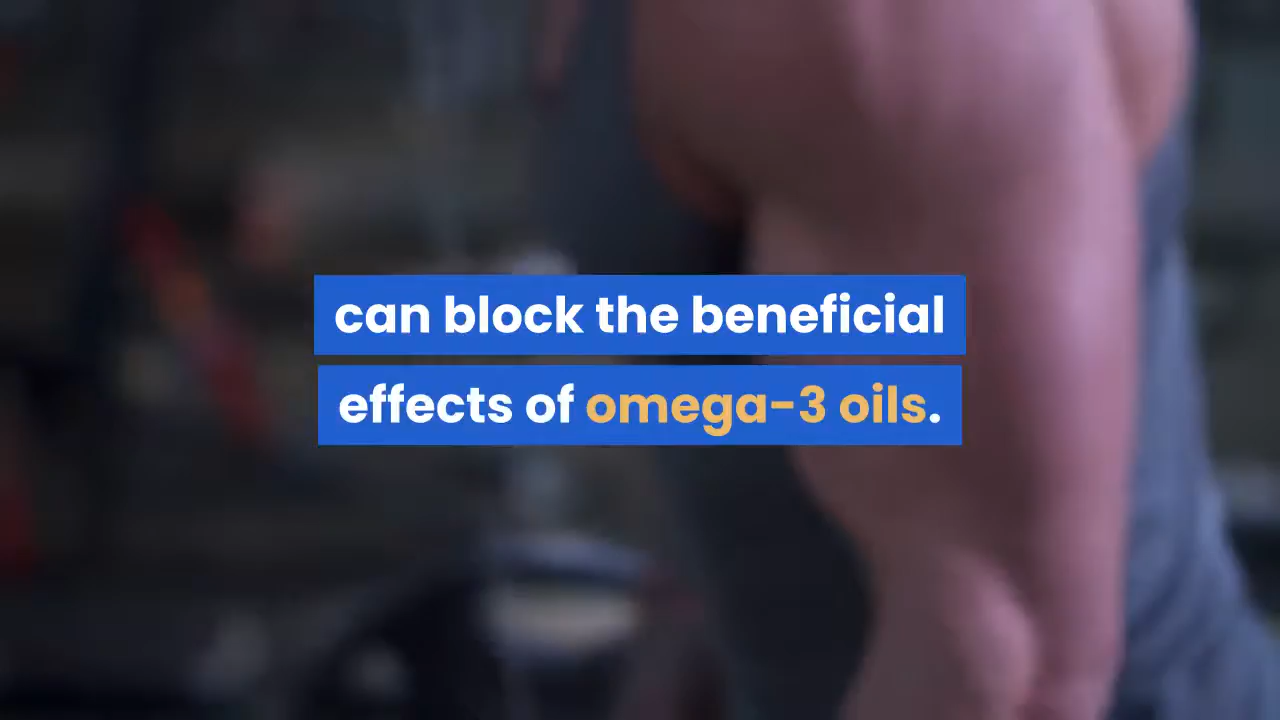 can block the beneficial
effects of omega-3 oils.